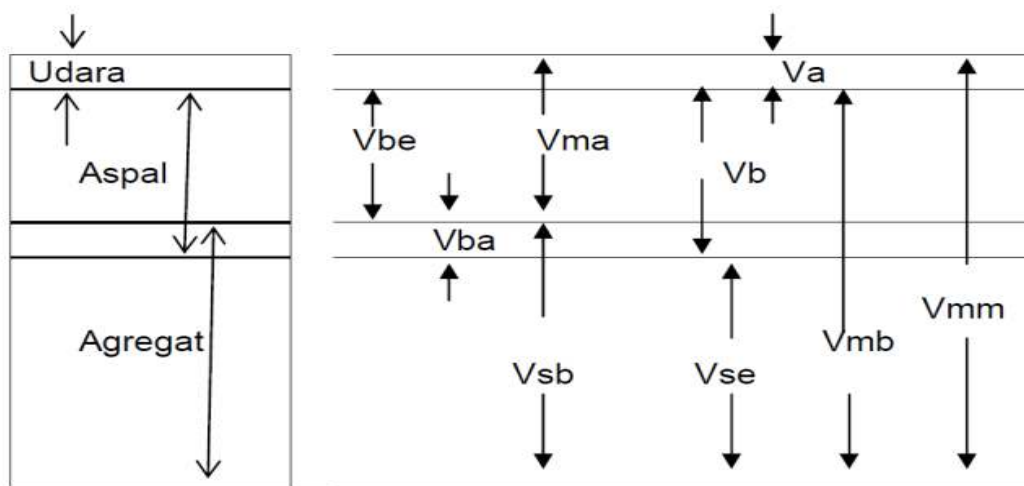 Udara
Va
Vbe
Vma
Aspal
Vb
Vba
Vmm
Agregat
Vmb
Vsb
Vse